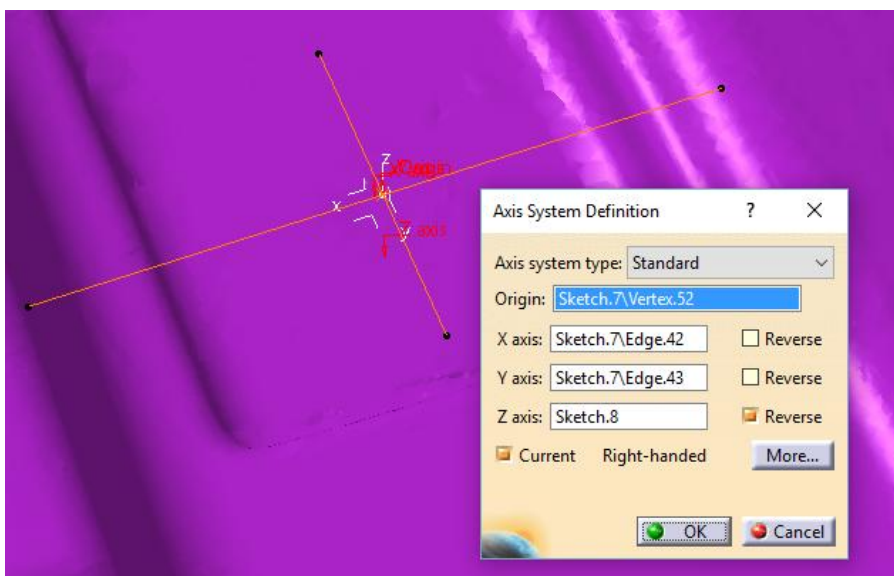 Z
X
Y
axis
Axis System Definition ? ×
Axis system type: Standard
Origin: Sketch.7\Vertex.52
X axis: Sketch.7\Edge.42 Reverse
Y axis: Sketch.7\Edge.43 Reverse
Z axis: Sketch.8 Reverse
Current Right-handed More...
OK Cancel